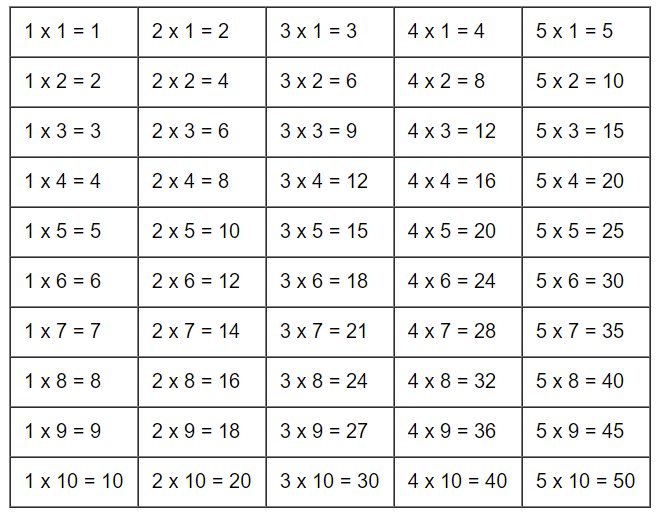 1 x 1 = 1 2 x 1 = 2 3 x 1 = 3 4 x 1 = 4 5 x 1 = 5
1 x 2 = 2 2 x 2 = 4 3 x 2 = 6 4 x 2 = 8 5 x 2 = 10
1 x 3 = 3 2 x 3 = 6 3 x 3 = 9 4 x 3 = 12 5 x 3 = 15
1 x 4 = 4 2 x 4 = 8 3 x 4 = 12 4 x 4 = 16 5 x 4 = 20
1 x 5 = 5 2 x 5 = 10 3 x 5 = 15 4 x 5 = 20 5 x 5 = 25
1 x 6 = 6 2 x 6 = 12 3 x 6 = 18 4 x 6 = 24 5 x 6 = 30
1 x 7 = 7 2 x 7 = 14 3 x 7 = 21 4 x 7 = 28 5 x 7 = 35
1 x 8 = 8 2 x 8 = 16 3 x 8 = 24 4 x 8 = 32 5 x 8 = 40
1 x 9 = 9 2 x 9 = 18 3 x 9 = 27 4 x 9 = 36 5 x 9 = 45
1 x 10 = 10 2 x 10 = 20 3 x 10 = 30 4 x 10 = 40 5 x 10 = 50